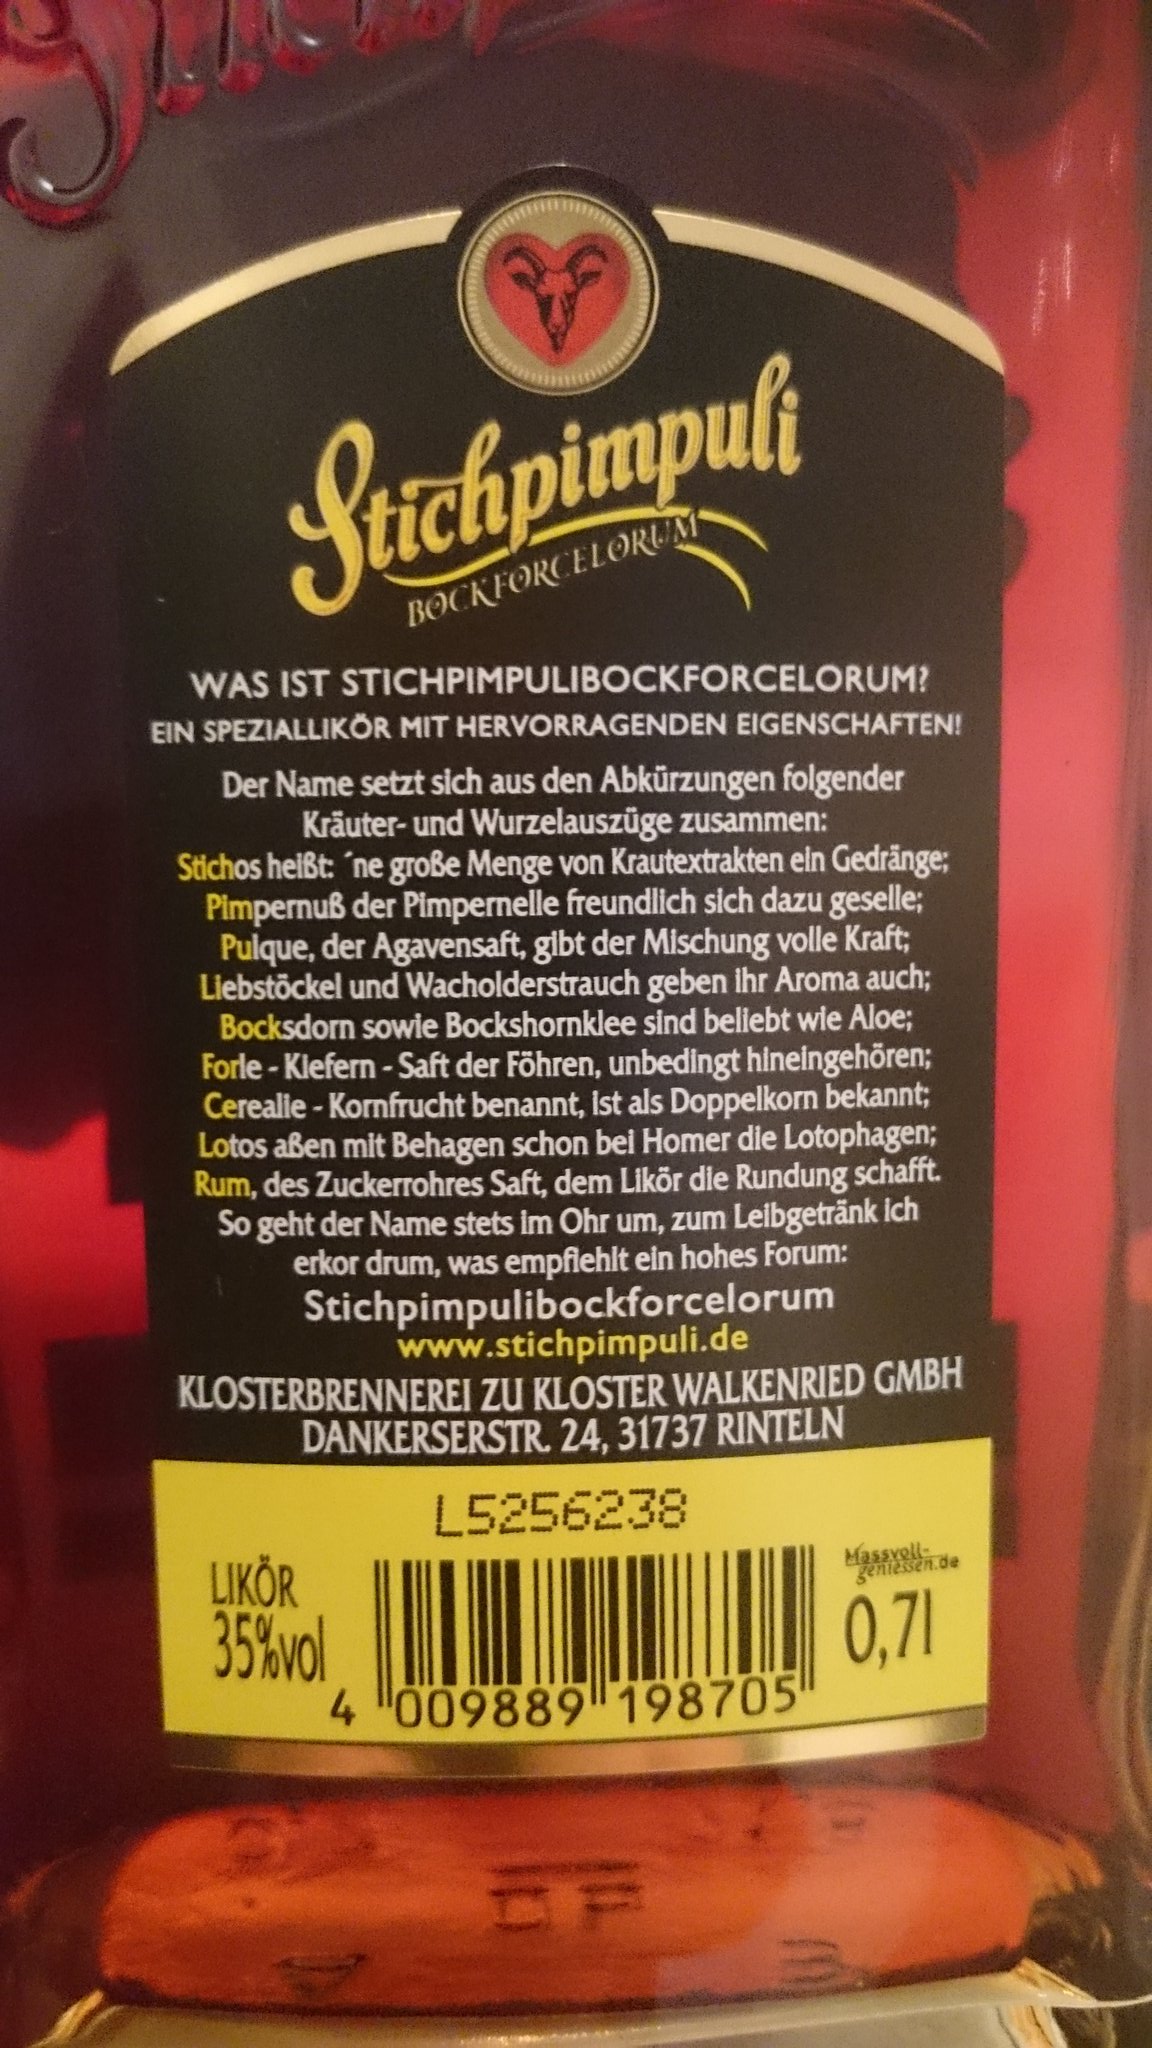 Stichpimpuli
BOCKFORCELORUM
WAS IST STICHPIMPULIBOCKFORCELORUM?
EIN SPEZIALLIKÖR MIT HERVORRAGENDEN EIGENSCHAFTEN!
Der Name setzt sich aus den Abkürzungen folgender
Kräuter- und Wurzelauszüge zusammen:
Stichos heißt: ´ne große Menge von Krautextrakten ein Gedränge;
Pimpernuß der Pimpernelle freundlich sich dazu geselle;
Pulque, der Agavensaft, gibt der Mischung volle Kraft;
Liebstöckel und Wacholderstrauch geben ihr Aroma auch;
Bocksdorn sowie Bockshornklee sind beliebt wie Aloe;
Forle - Kiefern - Saft der Föhren, unbedingt hineingehören;
Cerealie - Kornfrucht benannt, ist als Doppelkorn bekannt;
Lotos aßen mit Behagen schon bei Homer die Lotophagen;
Rum, des Zuckerrohres Saft, dem Likör die Rundung schafft.
So geht der Name stets im Ohr um, zum Leibgetränk ich
erkor drum, was empfiehlt ein hohes Forum:
Stichpimpulibockforcelorum
www.stichpimpuli.de
KLOSTERBRENNEREI ZU KLOSTER WALKENRIED GMBH
DANKERSERSTR. 24, 31737 RINTELN
L5256238
LIKÖR
35%vol
4 009889 198705
Massvoll-
geniessen.de
0,7l